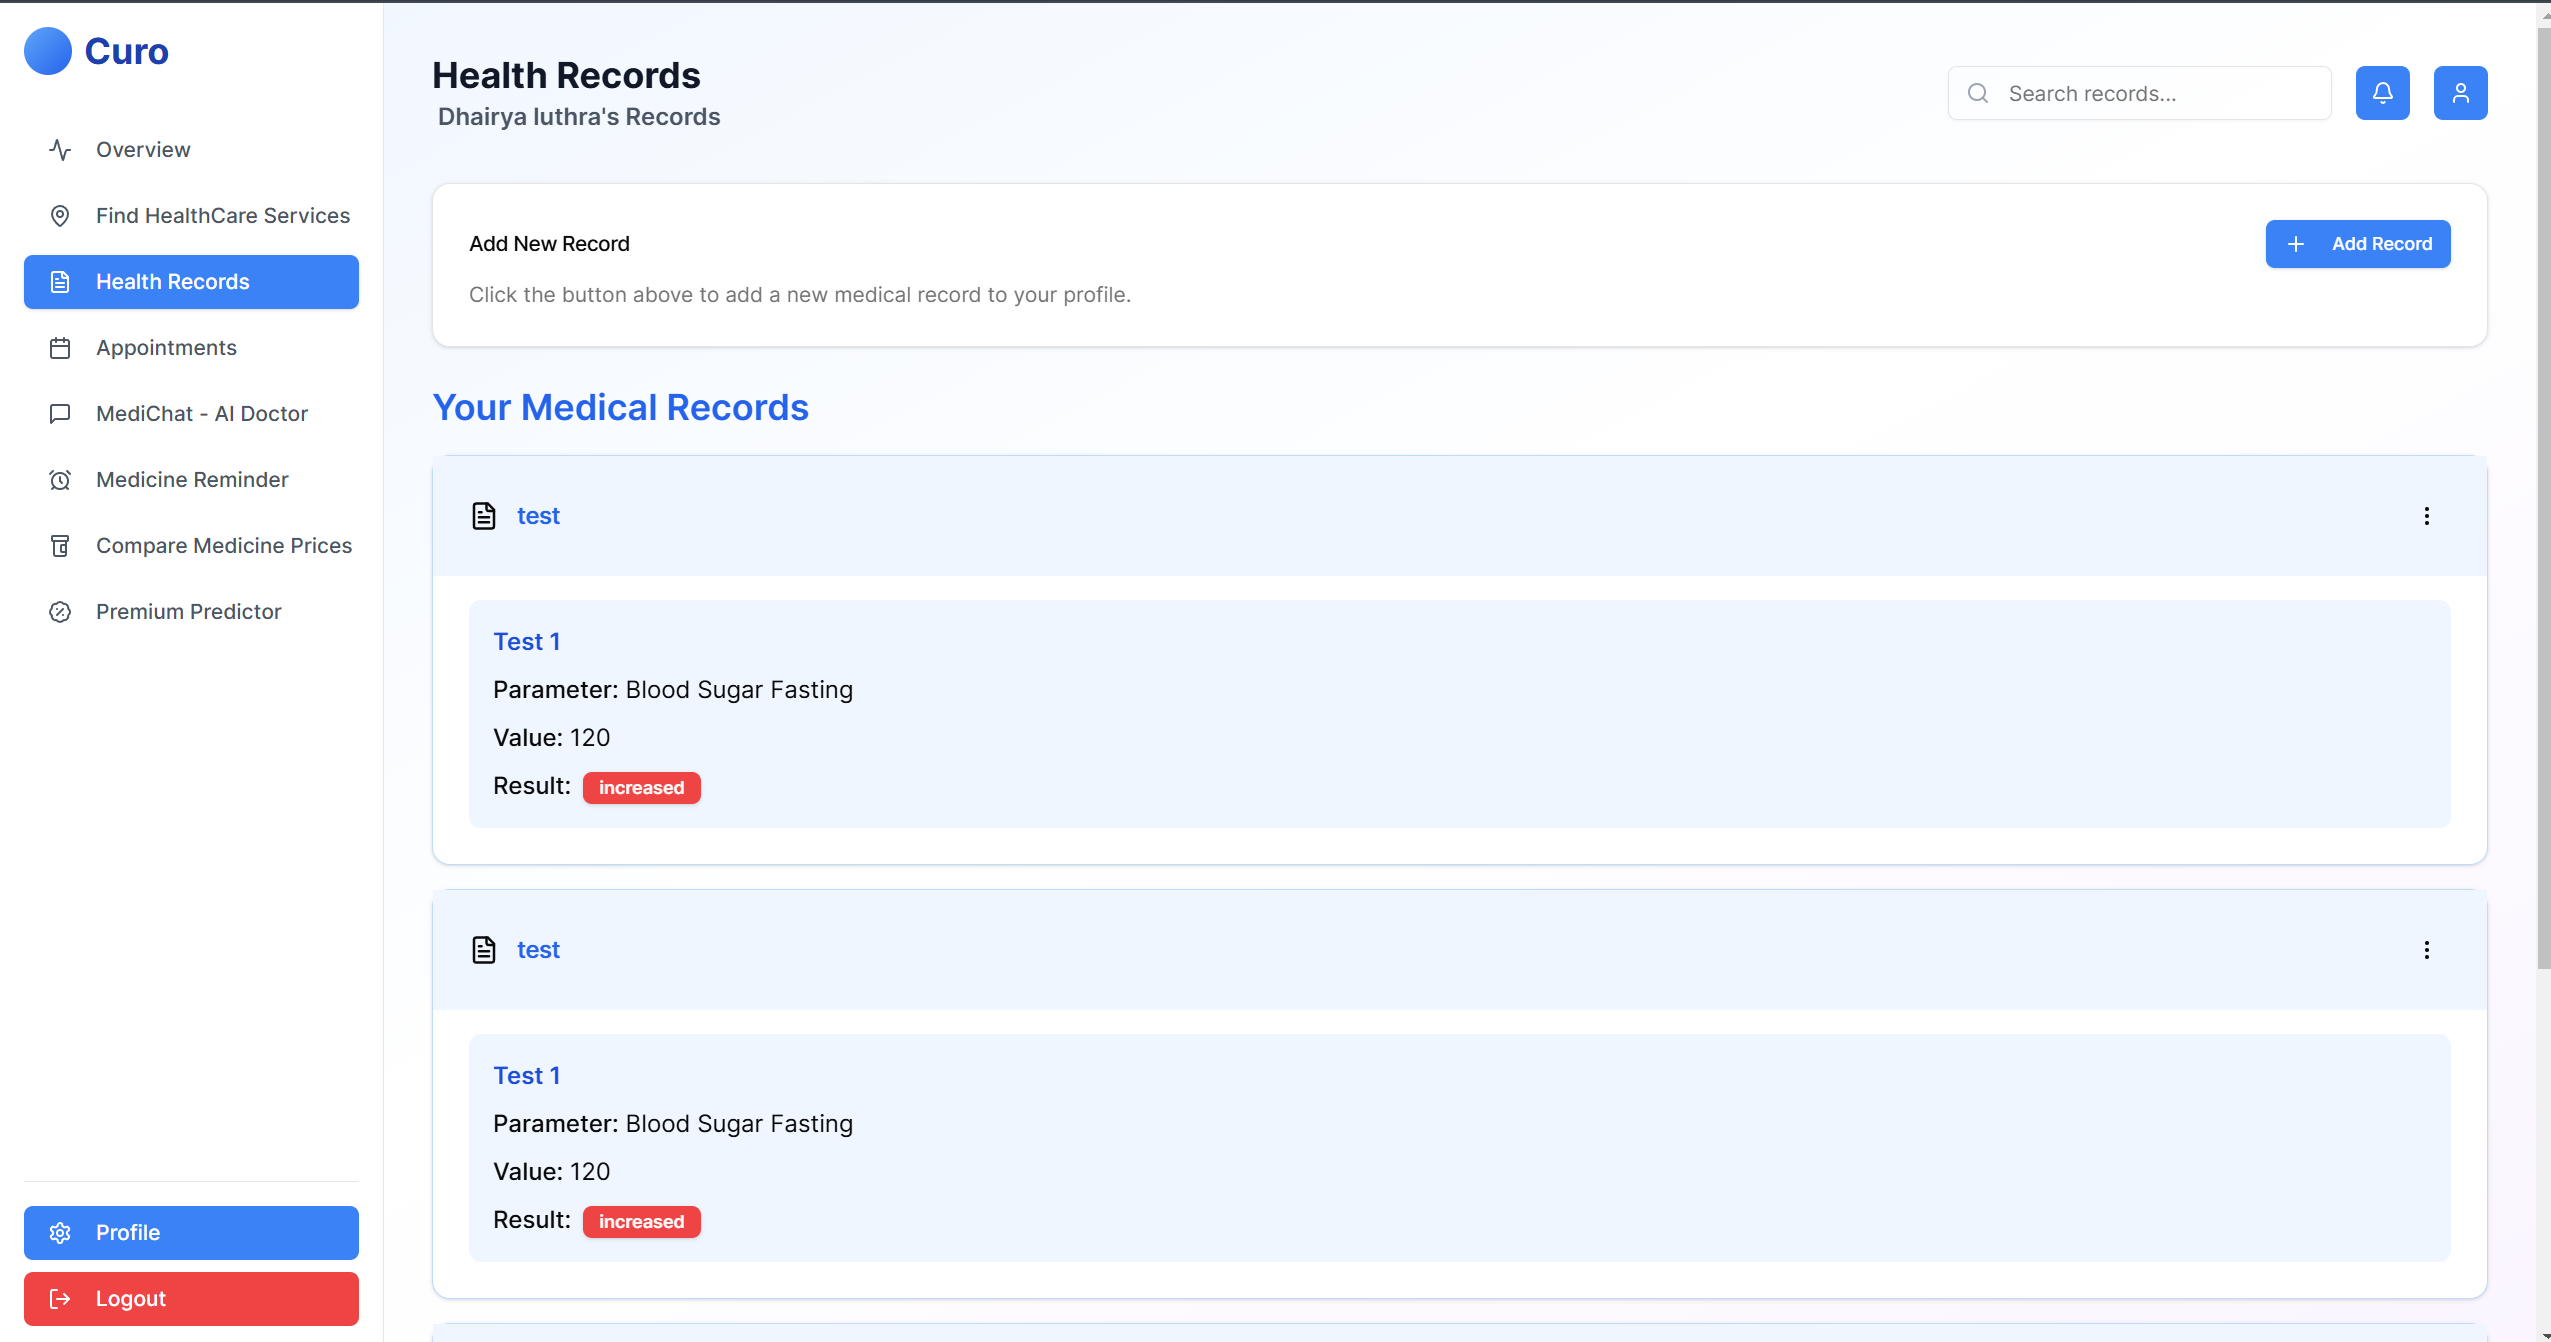 Curo
Overview
Find HealthCare Services
Health Records
Appointments
MediChat - AI Doctor
Medicine Reminder
Compare Medicine Prices
Premium Predictor
Profile
Logout
Health Records
Dhairya luthra's Records
Search records...
Add New Record
Add Record
Click the button above to add a new medical record to your profile.
Your Medical Records
test
Test 1
Parameter: Blood Sugar Fasting
Value: 120
Result: increased
test
Test 1
Parameter: Blood Sugar Fasting
Value: 120
Result: increased